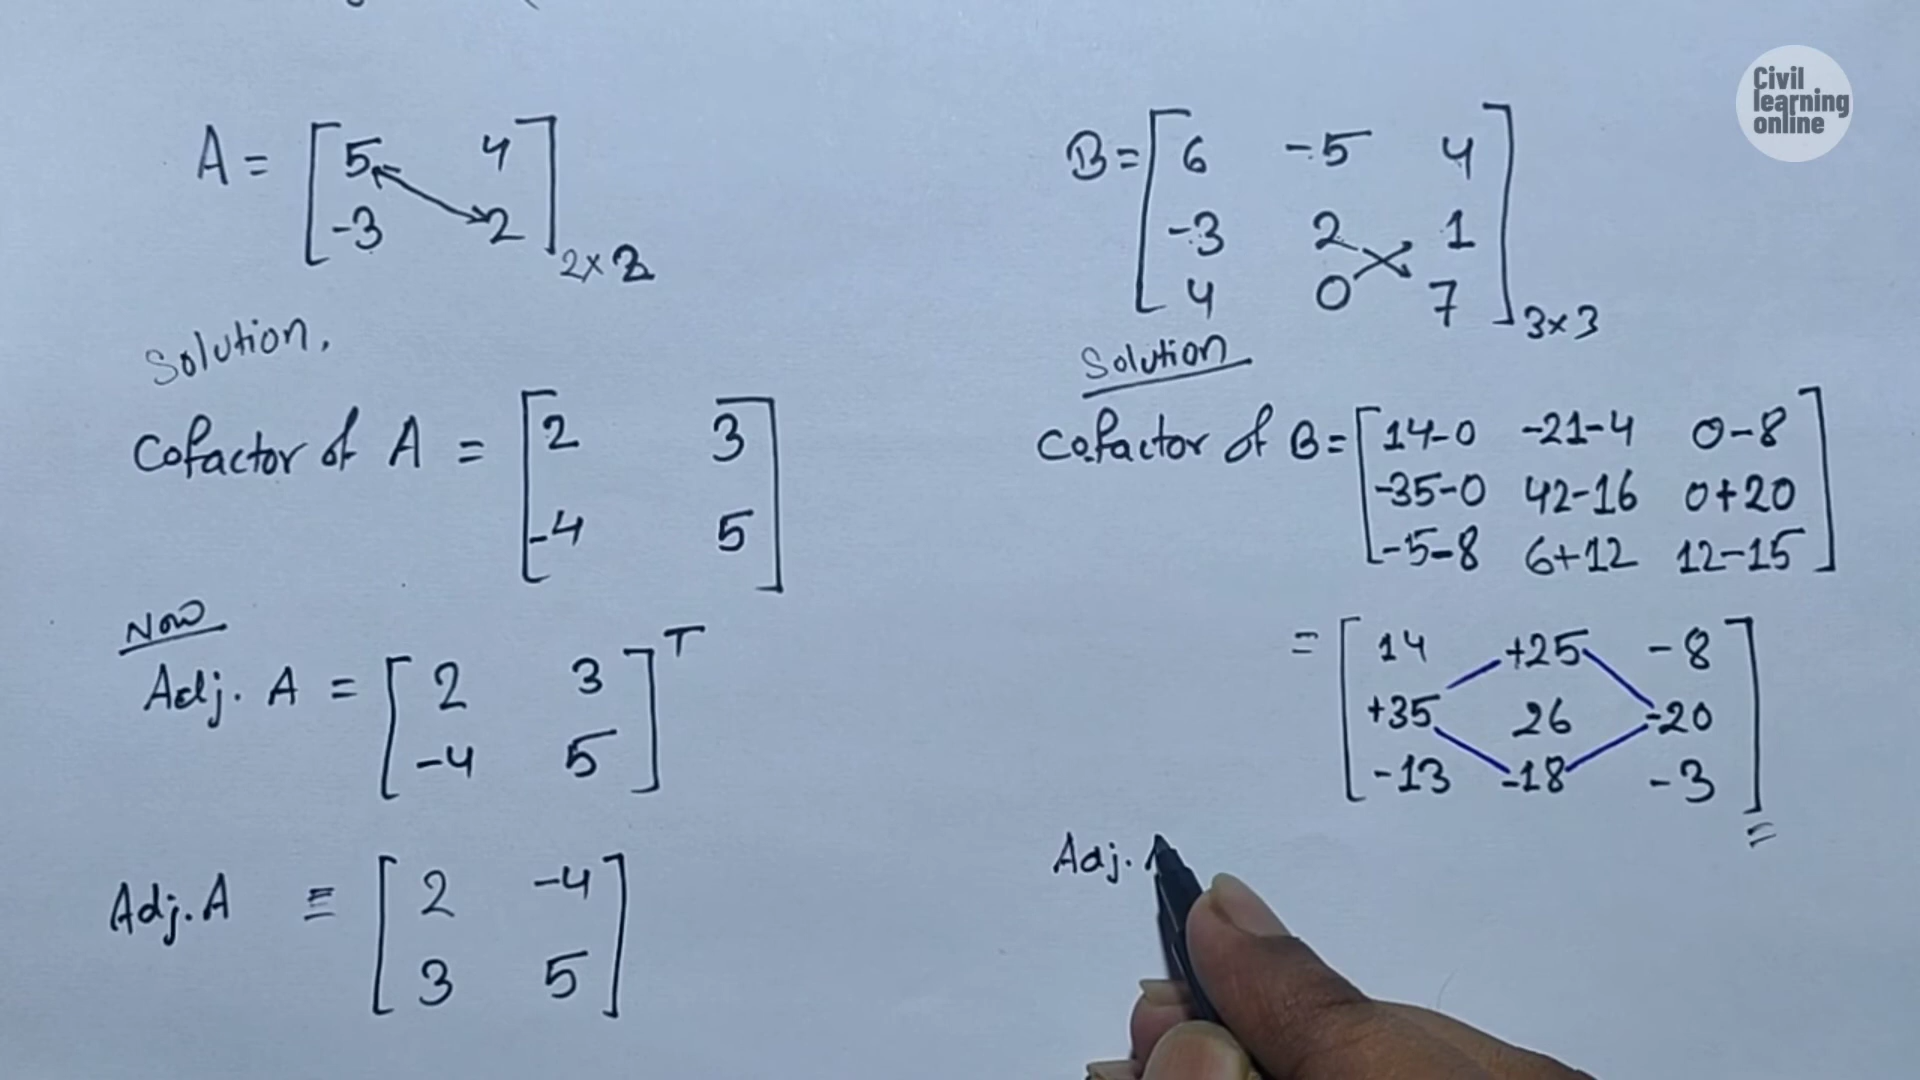 Civil
learning
online
A = [ 5 4
-3 2 ] 2×2
Solution,
Cofactor of A = [ 2 3
-4 5 ]
Now
Adj. A = [ 2 3
-4 5 ]ᵀ
Adj. A = [ 2 -4
3 5 ]
B = [ 6 -5 4
-3 2 1
4 0 7 ] 3×3
Solution
Cofactor of B = [ 14-0 -21-4 0-8
-35-0 42-16 0+20
-5-8 6+12 12-15 ]
= [ 14 +25 -8
+35 26 -20
-13 -18 -3 ]
Adj.